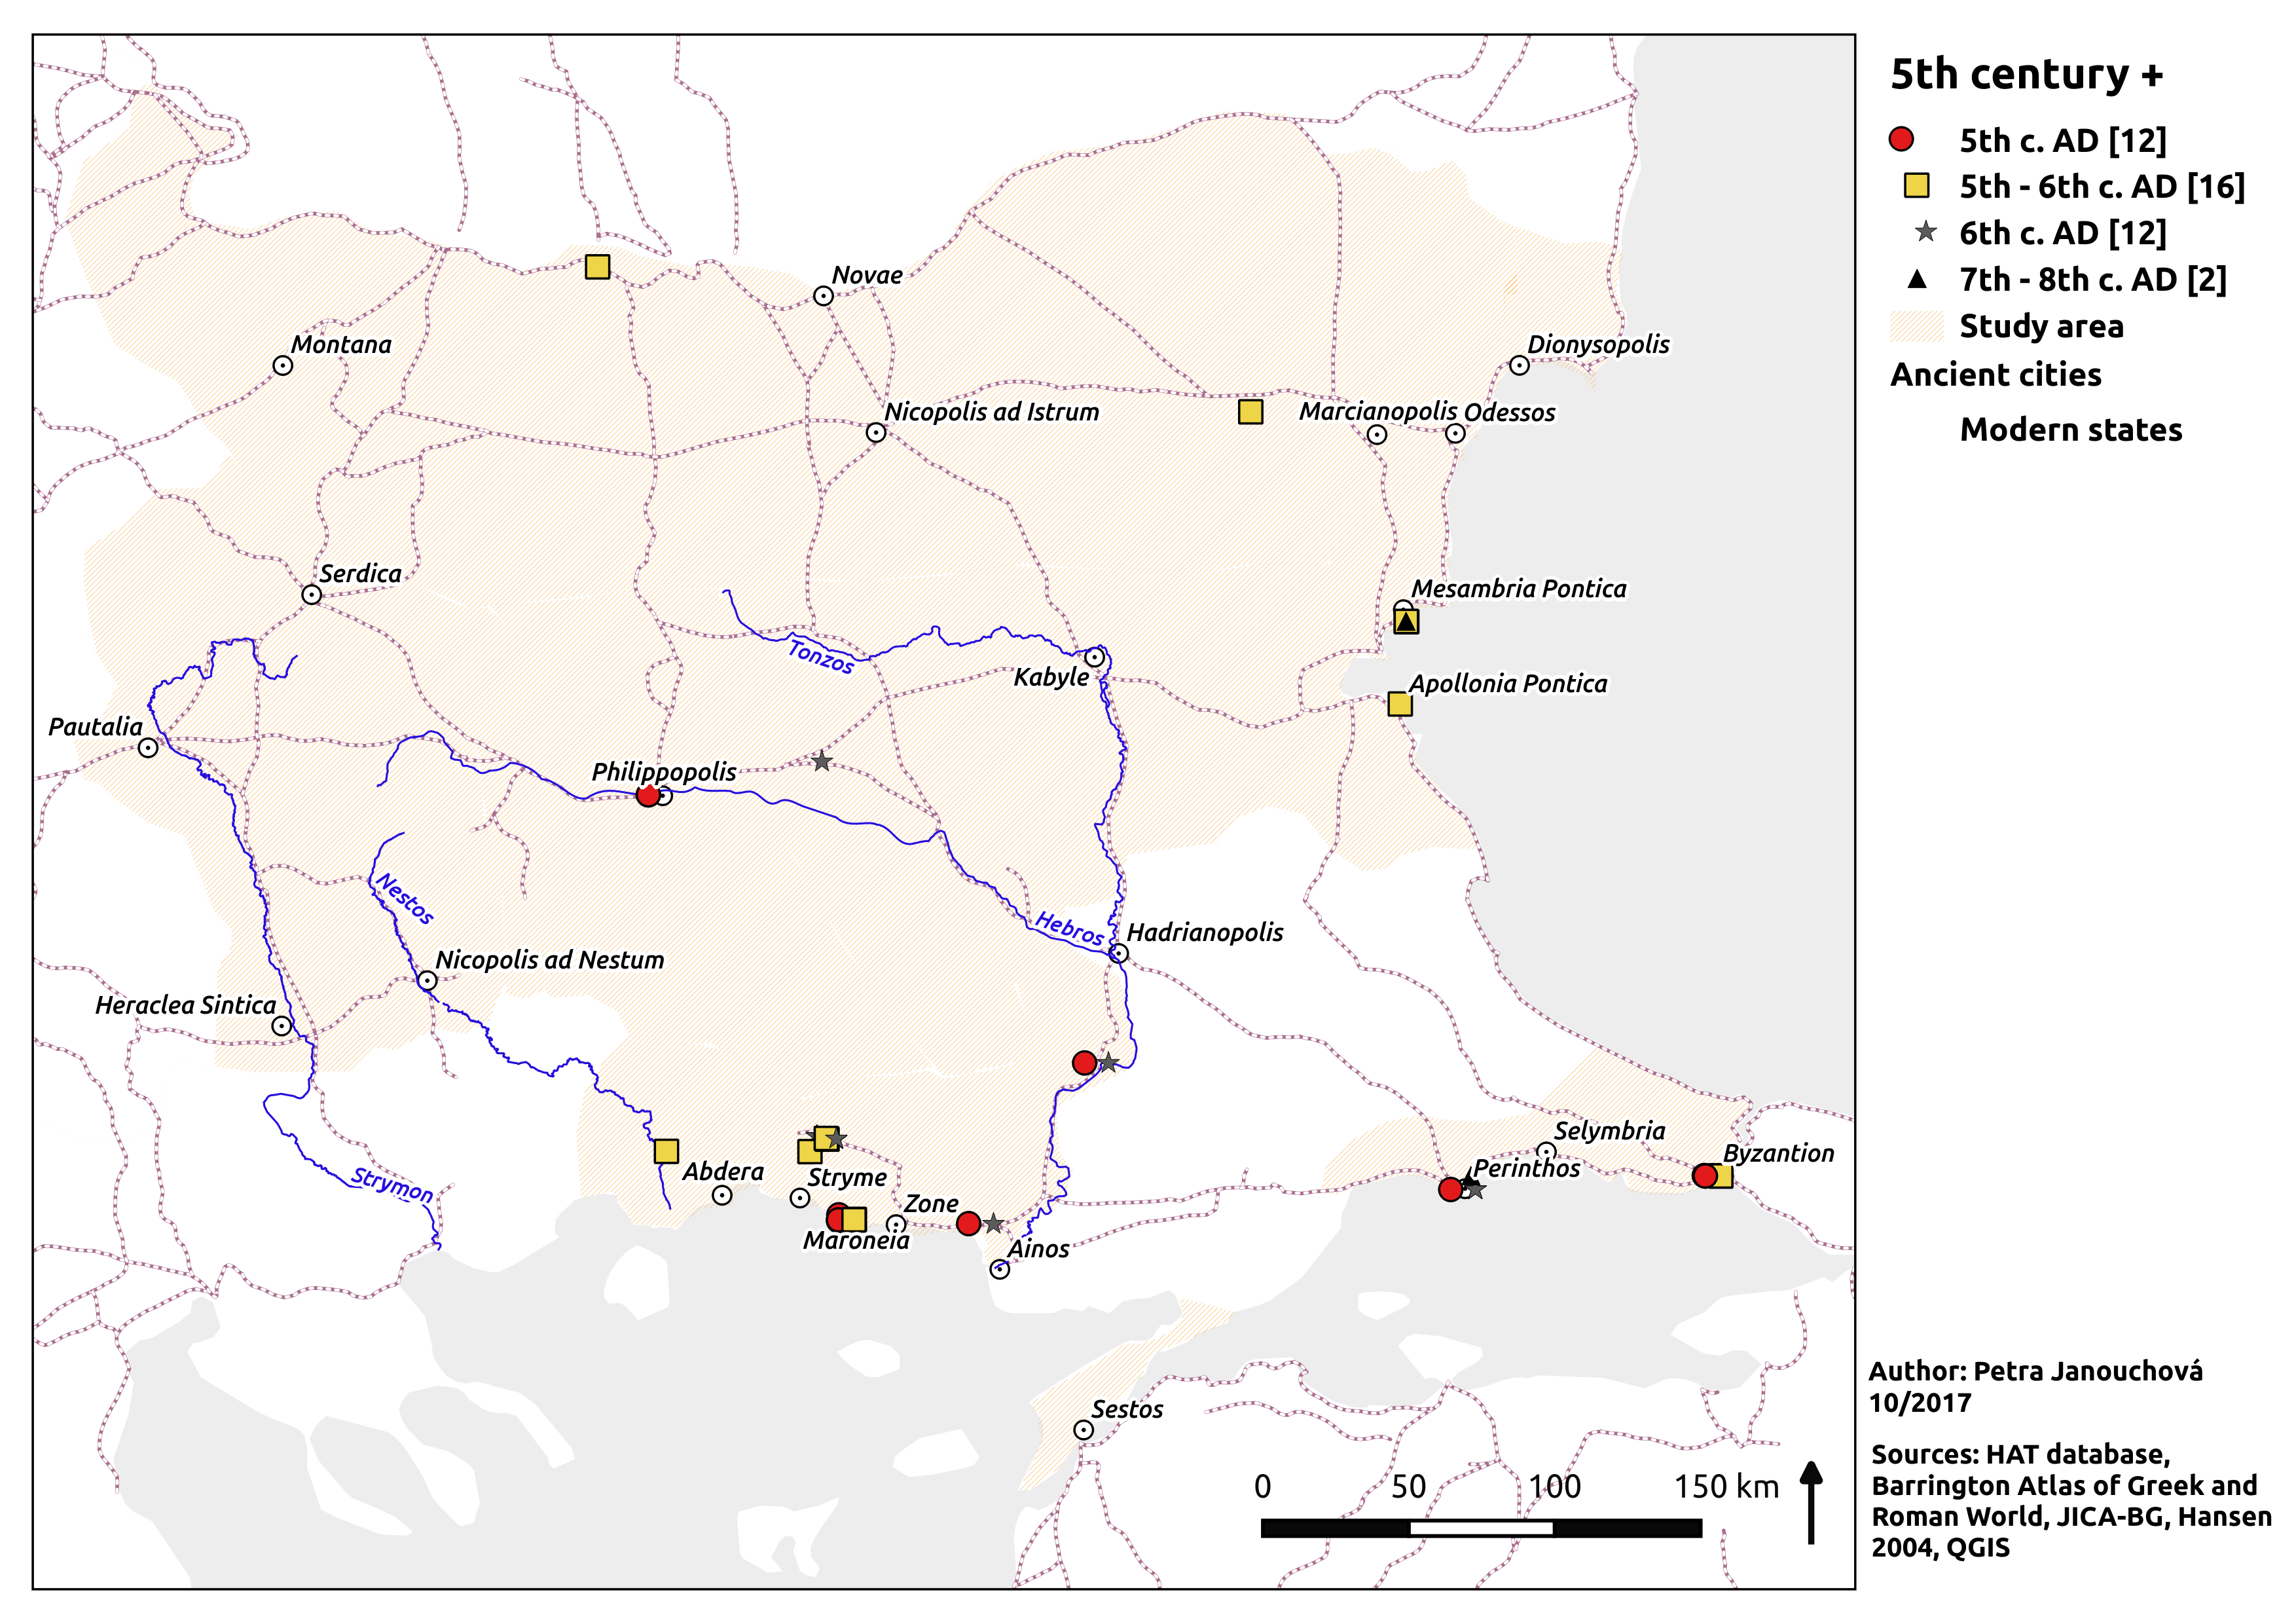 5th century +
5th c. AD [12]
5th - 6th c. AD [16]
6th c. AD [12]
7th - 8th c. AD [2]
Study area
Ancient cities
Modern states
Novae
Montana
Dionysopolis
Nicopolis ad Istrum
Marcianopolis
Odessos
Serdica
Mesambria Pontica
Tonzos
Kabyle
Apollonia Pontica
Pautalia
Philippopolis
Nestos
Hebros
Hadrianopolis
Nicopolis ad Nestum
Heraclea Sintica
Selymbria
Byzantion
Perinthos
Abdera
Stryme
Strymon
Zone
Maroneia
Ainos
Sestos
0 50 100 150 km
Author: Petra Janouchová
10/2017
Sources: HAT database,
Barrington Atlas of Greek and
Roman World, JICA-BG, Hansen
2004, QGIS